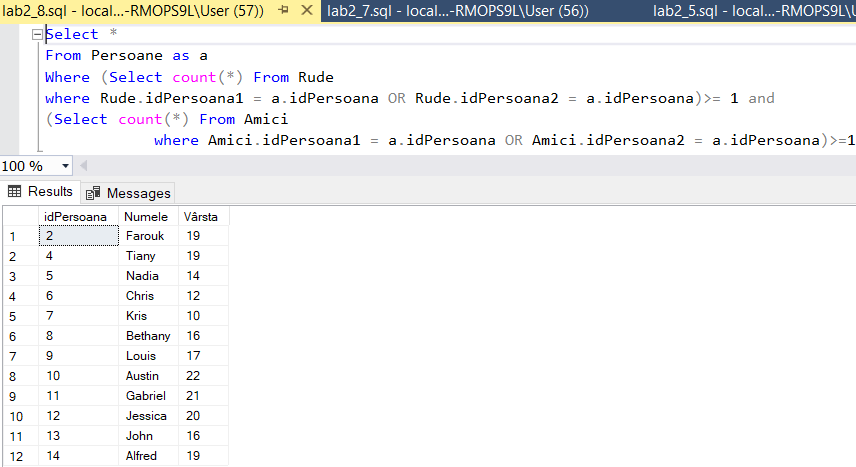 lab2_8.sql - local...-RMOPS9L\User (57)) lab2_7.sql - local...-RMOPS9L\User (56)) lab2_5.sql - local...-RMOPS9L\U
Select *
From Persoane as a
Where (Select count(*) From Rude
where Rude.idPersoana1 = a.idPersoana OR Rude.idPersoana2 = a.idPersoana)>= 1 and
(Select count(*) From Amici
where Amici.idPersoana1 = a.idPersoana OR Amici.idPersoana2 = a.idPersoana)>=1
100 %
Results Messages
idPersoana Numele Vârsta
1 2 Farouk 19
2 4 Tiany 19
3 5 Nadia 14
4 6 Chris 12
5 7 Kris 10
6 8 Bethany 16
7 9 Louis 17
8 10 Austin 22
9 11 Gabriel 21
10 12 Jessica 20
11 13 John 16
12 14 Alfred 19